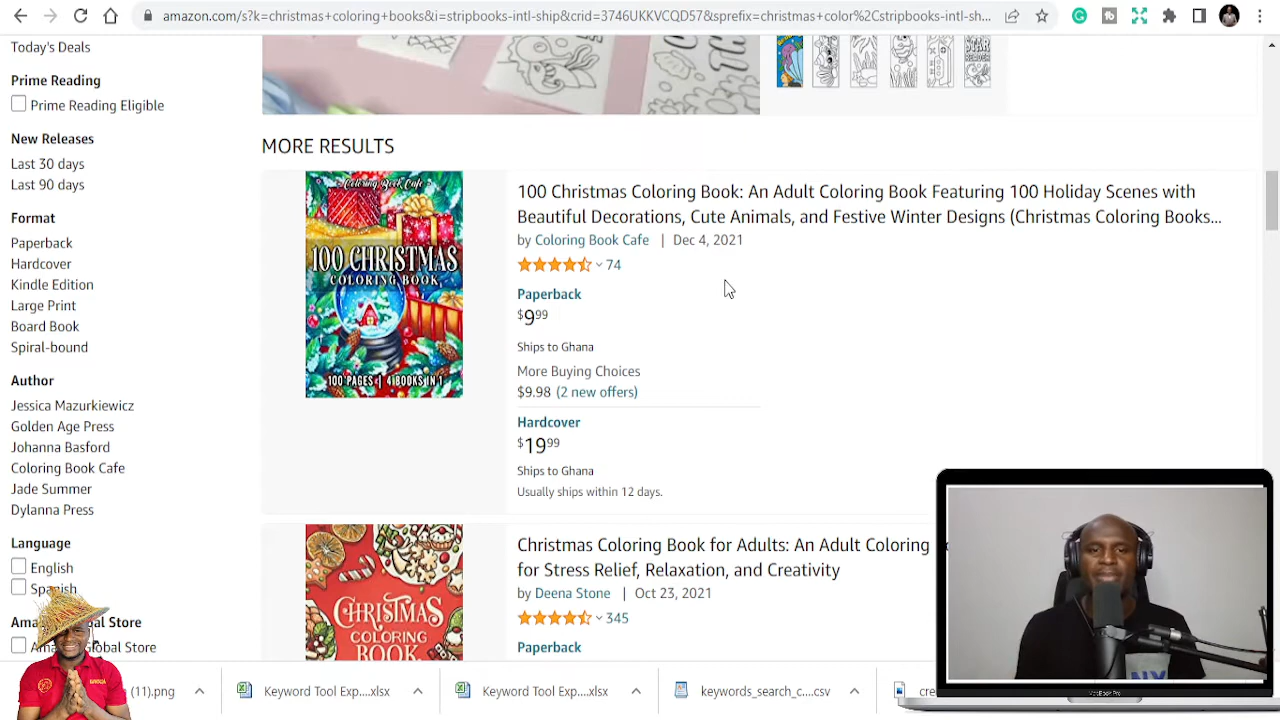 amazon.com/s?k=christmas+coloring+books&i=stripbooks-intl-ship&crid=3746UKKVCQD57&sprefix=christmas+color%2Cstripbooks-intl-sh...
Today's Deals
Prime Reading
Prime Reading Eligible
New Releases
Last 30 days
Last 90 days
Format
Paperback
Hardcover
Kindle Edition
Large Print
Board Book
Spiral-bound
Author
Jessica Mazurkiewicz
Golden Age Press
Johanna Basford
Coloring Book Cafe
Jade Summer
Dylanna Press
Language
English
Spanish
Global Store
Global Store
MORE RESULTS
Coloring Book Cafe
100 CHRISTMAS
COLORING BOOK
100 PAGES | 4 BOOKS IN 1
100 Christmas Coloring Book: An Adult Coloring Book Featuring 100 Holiday Scenes with
Beautiful Decorations, Cute Animals, and Festive Winter Designs (Christmas Coloring Books...
by Coloring Book Cafe | Dec 4, 2021
74
Paperback
$9.99
Ships to Ghana
More Buying Choices
$9.98 (2 new offers)
Hardcover
$19.99
Ships to Ghana
Usually ships within 12 days.
CHRISTMAS
COLORING
BOOK
Christmas Coloring Book for Adults: An Adult Coloring
for Stress Relief, Relaxation, and Creativity
by Deena Stone | Oct 23, 2021
345
Paperback
MacBook Pro
(11).png
Keyword Tool Exp....xlsx
Keyword Tool Exp....xlsx
keywords_search_c....csv